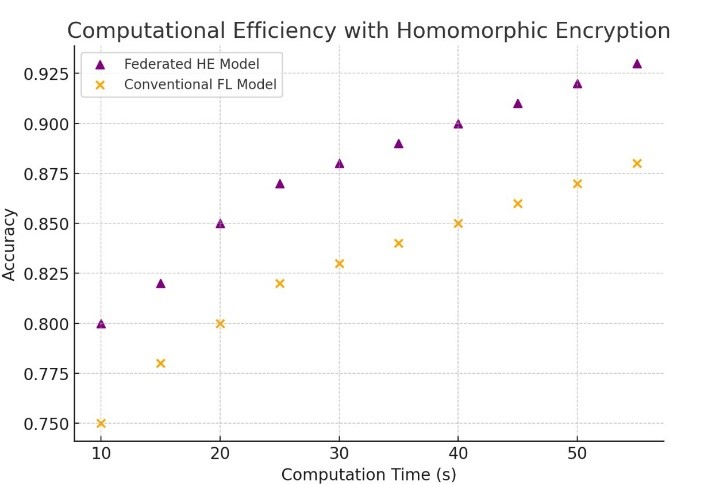 Computational Efficiency with Homomorphic Encryption
Federated HE Model
Conventional FL Model
0.925
0.900
0.875
0.850
0.825
0.800
0.775
0.750
Accuracy
10 20 30 40 50
Computation Time (s)